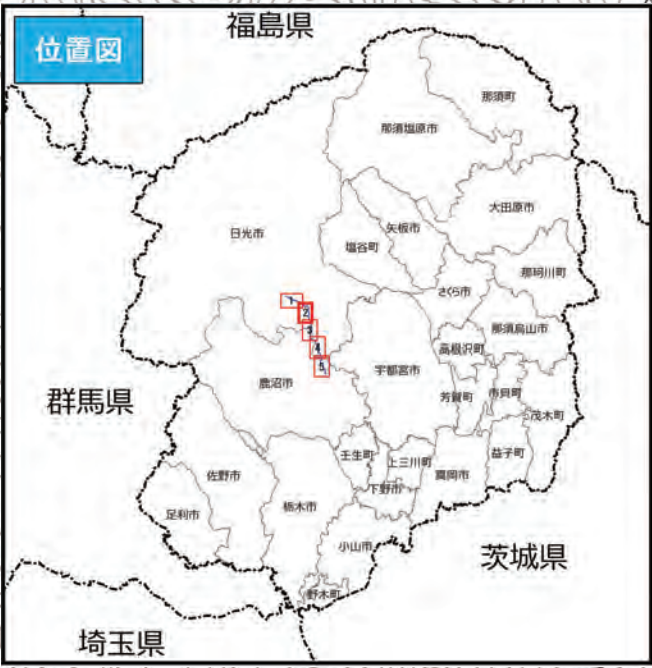 福島県
位置図
那須町
那須塩原市
大田原市
日光市
矢板市
塩谷町
那珂川町
さくら市
1
2
3
那須烏山市
高根沢町
4
5
宇都宮市
鹿沼市
芳賀町
市貝町
茂木町
群馬県
壬生町
上三川町
益子町
真岡市
佐野市
下野市
栃木市
足利市
小山市
茨城県
野木町
埼玉県